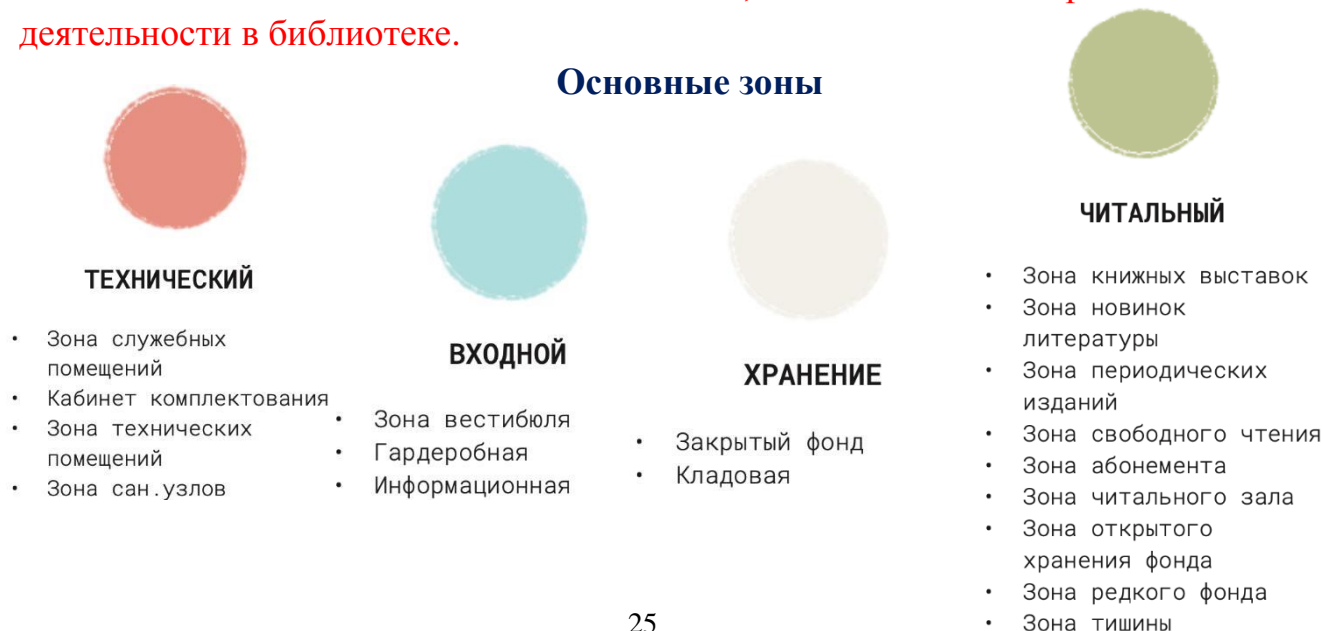 деятельности в библиотеке.
Основные зоны
ТЕХНИЧЕСКИЙ
• Зона служебных
помещений
• Кабинет комплектования
• Зона технических
помещений
• Зона сан.узлов
ВХОДНОЙ
• Зона вестибюля
• Гардеробная
• Информационная
ХРАНЕНИЕ
• Закрытый фонд
• Кладовая
ЧИТАЛЬНЫЙ
• Зона книжных выставок
• Зона новинок
литературы
• Зона периодических
изданий
• Зона свободного чтения
• Зона абонемента
• Зона читального зала
• Зона открытого
хранения фонда
• Зона редкого фонда
• Зона тишины
25